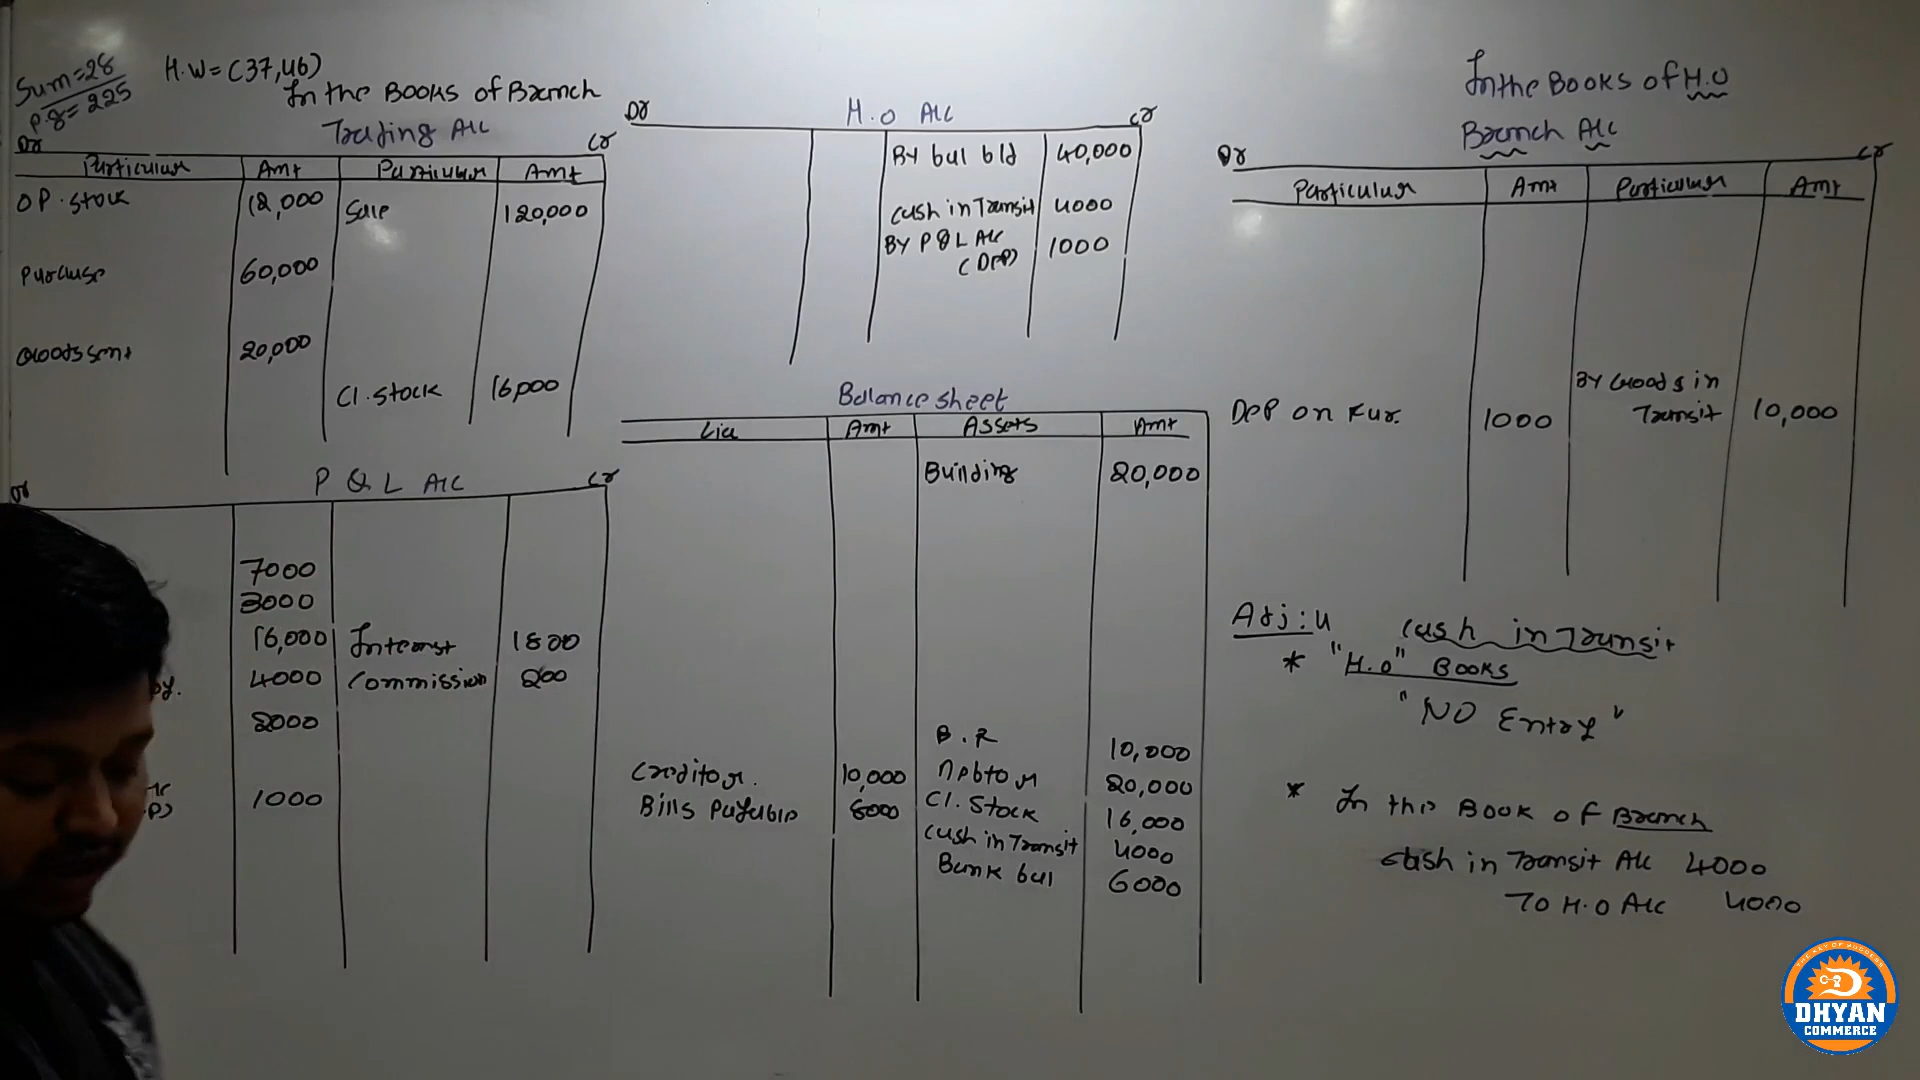 Sum=28
P.g=225
H.W=(37,46)
In the Books of Branch
Trading A/c
Dr
Cr
Particular Amt Particular Amt
OP. stock 12,000 Sale 120,000
Purchase 60,000
Goods sent 20,000
Cl. stock 16,000
P & L A/c
Dr
Cr
7000
3000
16,000 Interest 1800
4000 Commission 200
2000
1000
H.O A/c
Dr
Cr
By bal b/d 40,000
Cash in Transit 4000
By P & L A/c 1000
(Dep)
Balance sheet
Lia Amt Assets Amt
Building 20,000
B.R 10,000
Creditor. 10,000 Debtor 20,000
Bills Payable 8000 Cl. Stock 16,000
Cash in Transit 4000
Bank bal 6000
In the Books of H.O
Branch A/c
Dr
Cr
Particular Amt Particular Amt
Dep on Fur. 1000 By Goods in
Transit 10,000
Adj:4 Cash in Transit
* "H.O" Books
"NO Entry"
* In the Book of Branch
Cash in Transit A/c 4000
To H.O A/c 4000
THE KEY OF SUCCESS
DHYAN
COMMERCE